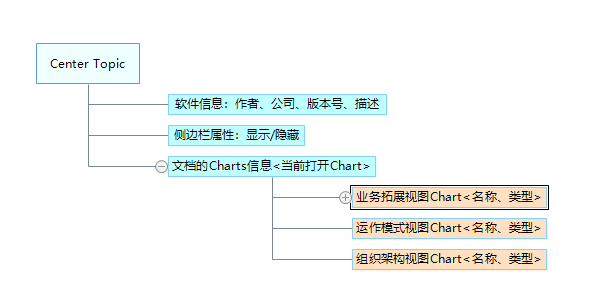 Center Topic
软件信息：作者、公司、版本号、描述
侧边栏属性：显示/隐藏
文档的Charts信息<当前打开Chart>
业务拓展视图Chart<名称、类型>
运作模式视图Chart<名称、类型>
组织架构视图Chart<名称、类型>